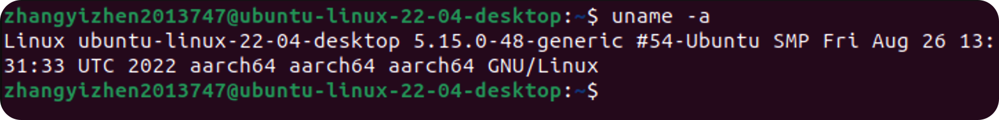 zhangyizhen2013747@ubuntu-linux-22-04-desktop:~$ uname -a
Linux ubuntu-linux-22-04-desktop 5.15.0-48-generic #54-Ubuntu SMP Fri Aug 26 13:
31:33 UTC 2022 aarch64 aarch64 aarch64 GNU/Linux
zhangyizhen2013747@ubuntu-linux-22-04-desktop:~$